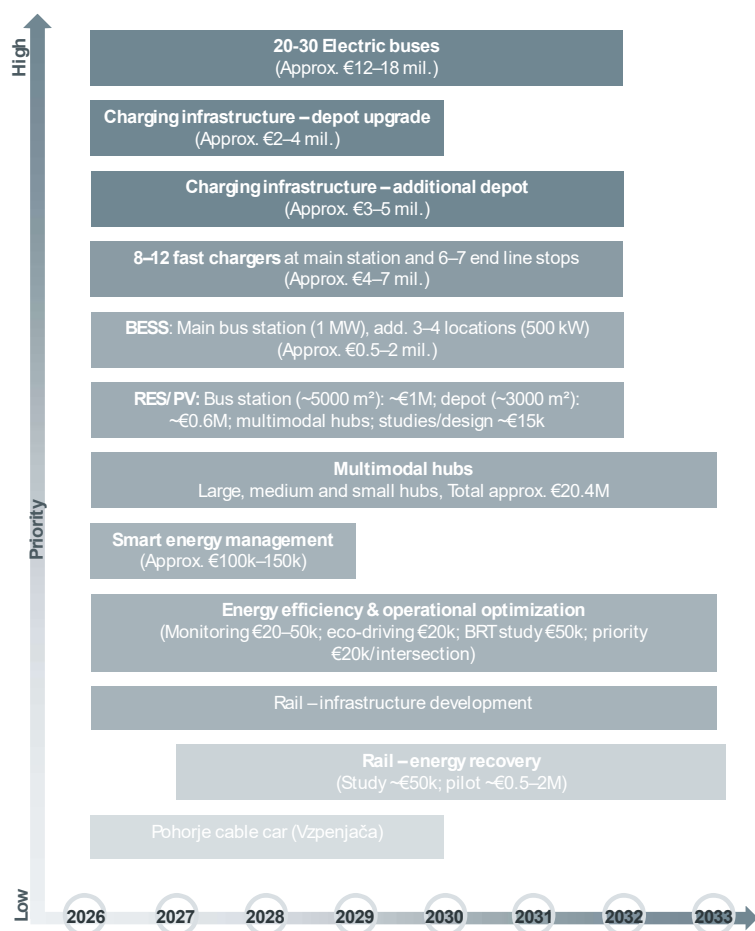 High
20-30 Electric buses
(Approx. €12–18 mil.)
Charging infrastructure – depot upgrade
(Approx. €2–4 mil.)
Charging infrastructure – additional depot
(Approx. €3–5 mil.)
8–12 fast chargers at main station and 6–7 end line stops
(Approx. €4–7 mil.)
BESS: Main bus station (1 MW), add. 3–4 locations (500 kW)
(Approx. €0.5–2 mil.)
RES/PV: Bus station (~5000 m²): ~€1M; depot (~3000 m²):
~€0.6M; multimodal hubs; studies/design ~€15k
Multimodal hubs
Large, medium and small hubs, Total approx. €20.4M
Priority
Smart energy management
(Approx. €100k–150k)
Energy efficiency & operational optimization
(Monitoring €20–50k; eco-driving €20k; BRT study €50k; priority
€20k/intersection)
Rail – infrastructure development
Rail – energy recovery
(Study ~€50k; pilot ~€0.5–2M)
Pohorje cable car (Vzpenjača)
Low
2026 2027 2028 2029 2030 2031 2032 2033